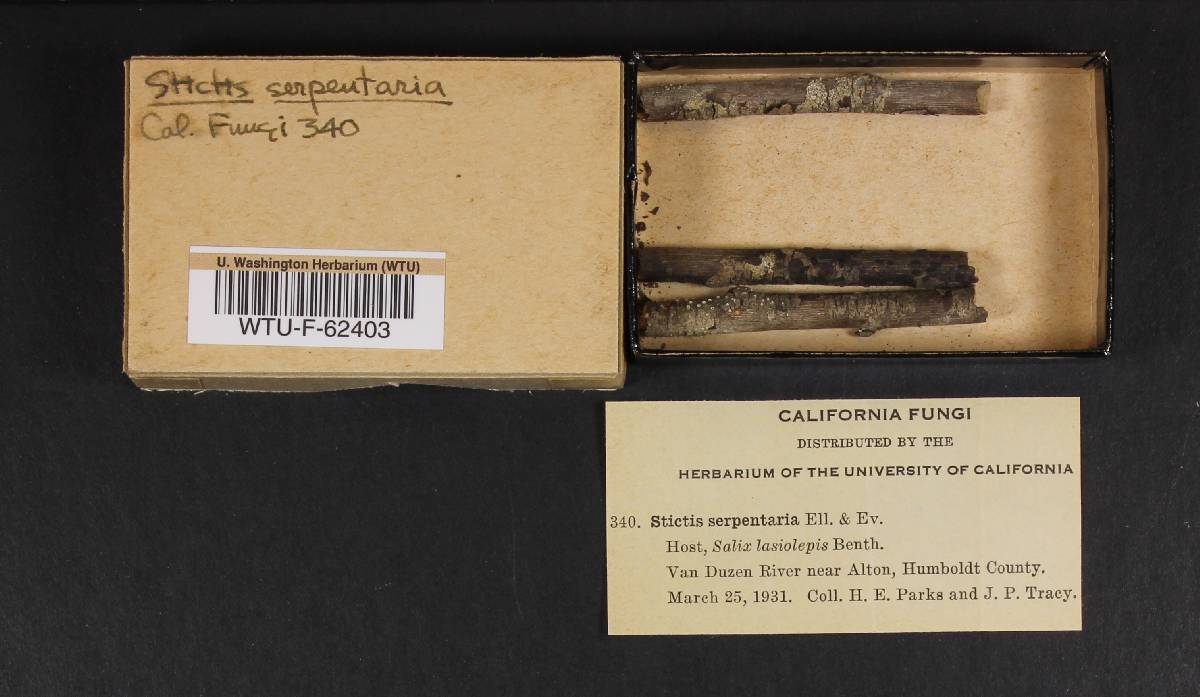 Stictis serpentaria
Cal. Fungi 340
U. Washington Herbarium (WTU)
WTU-F-62403
CALIFORNIA FUNGI
DISTRIBUTED BY THE
HERBARIUM OF THE UNIVERSITY OF CALIFORNIA
340. Stictis serpentaria Ell. & Ev.
Host, Salix lasiolepis Benth.
Van Duzen River near Alton, Humboldt County.
March 25, 1931. Coll. H. E. Parks and J. P. Tracy.